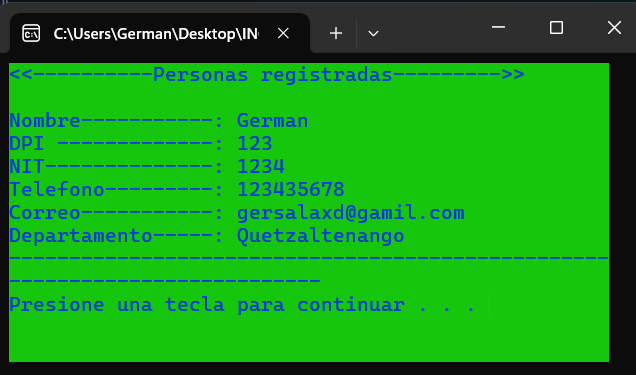 C:\Users\German\Desktop\IN
<<----------Personas registradas--------->>
Nombre-----------: German
DPI -------------: 123
NIT--------------: 1234
Telefono---------: 123435678
Correo-----------: gersalaxd@gamil.com
Departamento-----: Quetzaltenango
--------------------------------------------------
--------------------------
Presione una tecla para continuar . . .